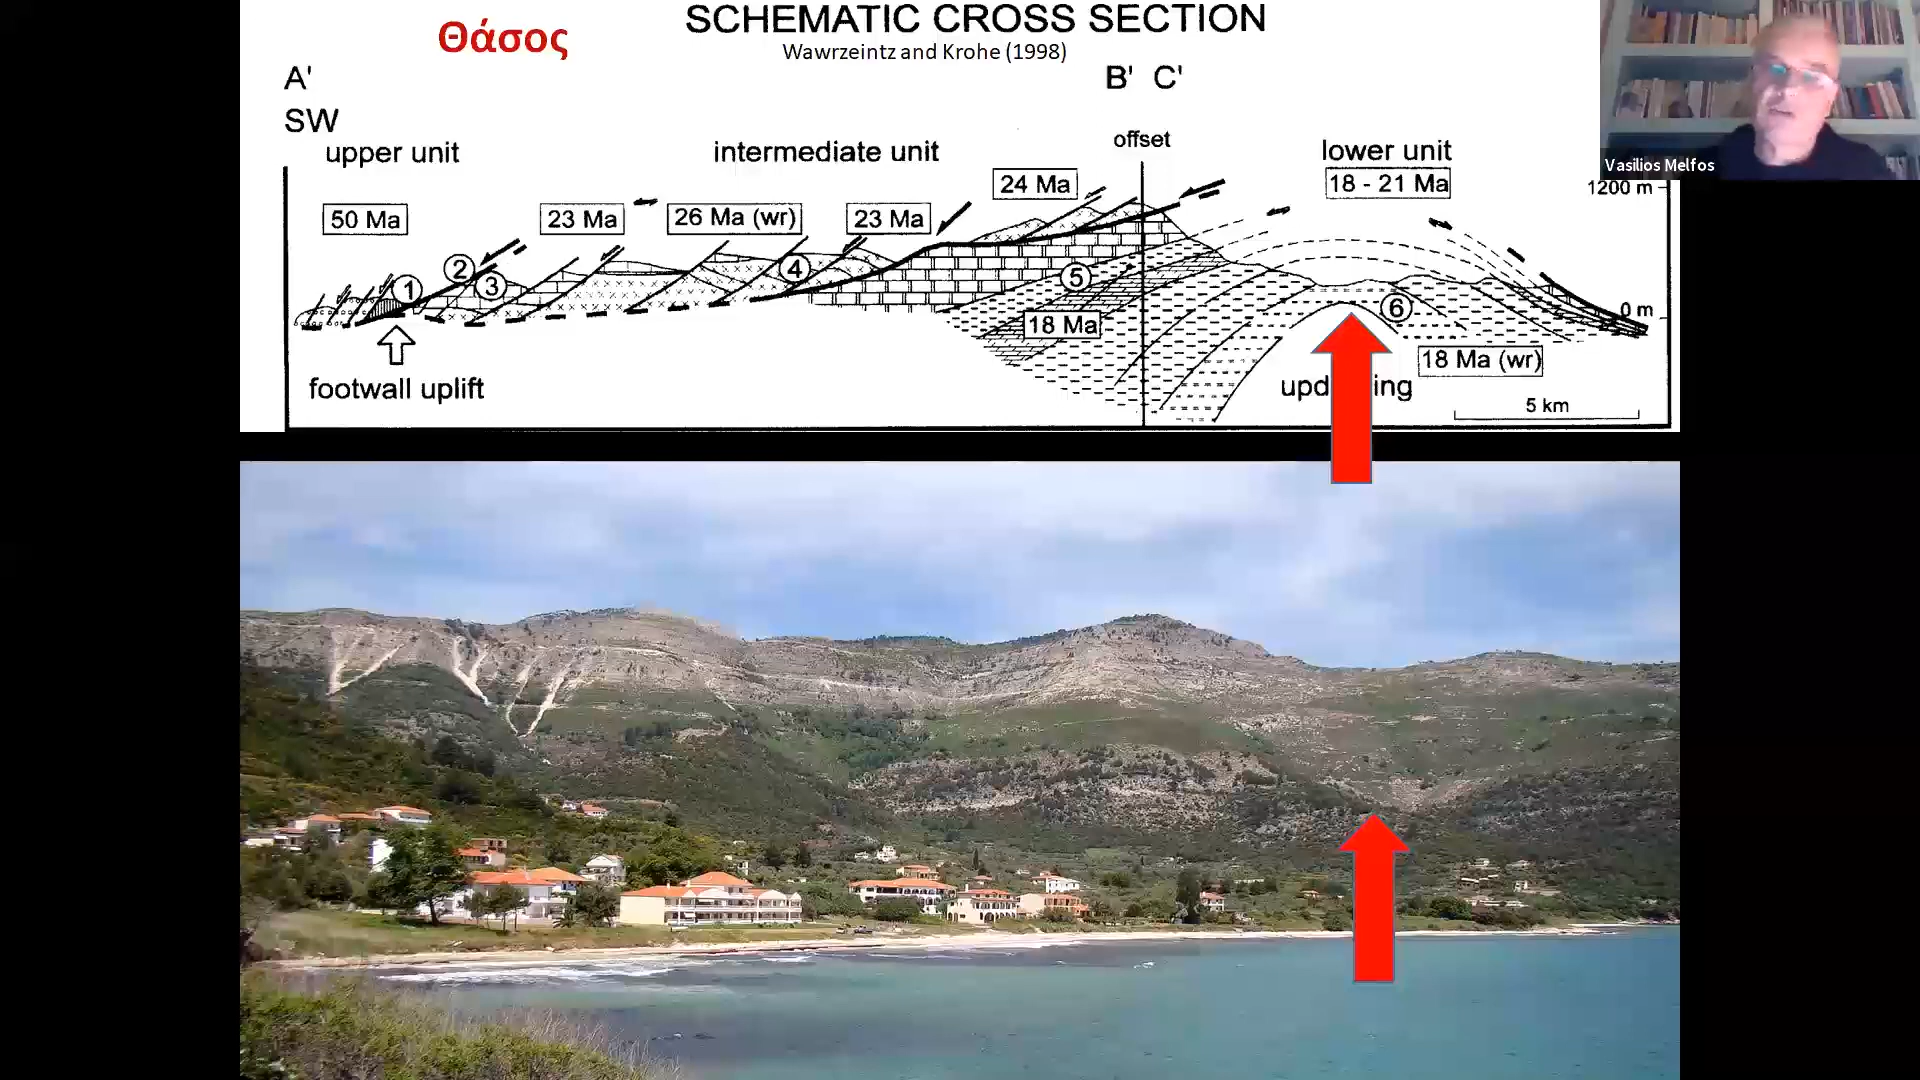 Θάσος
SCHEMATIC CROSS SECTION
Wawrzeintz and Krohe (1998)
A'
B' C'
SW
upper unit
intermediate unit
offset
lower unit
Vasilios Melfos
24 Ma
18 - 21 Ma
1200 m
50 Ma
23 Ma
26 Ma (wr)
23 Ma
2
4
1
3
5
6
0 m
18 Ma
18 Ma (wr)
footwall uplift
5 km